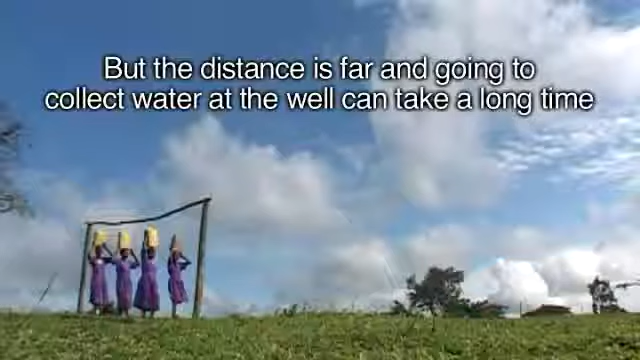 But the distance is far and going to
collect water at the well can take a long time